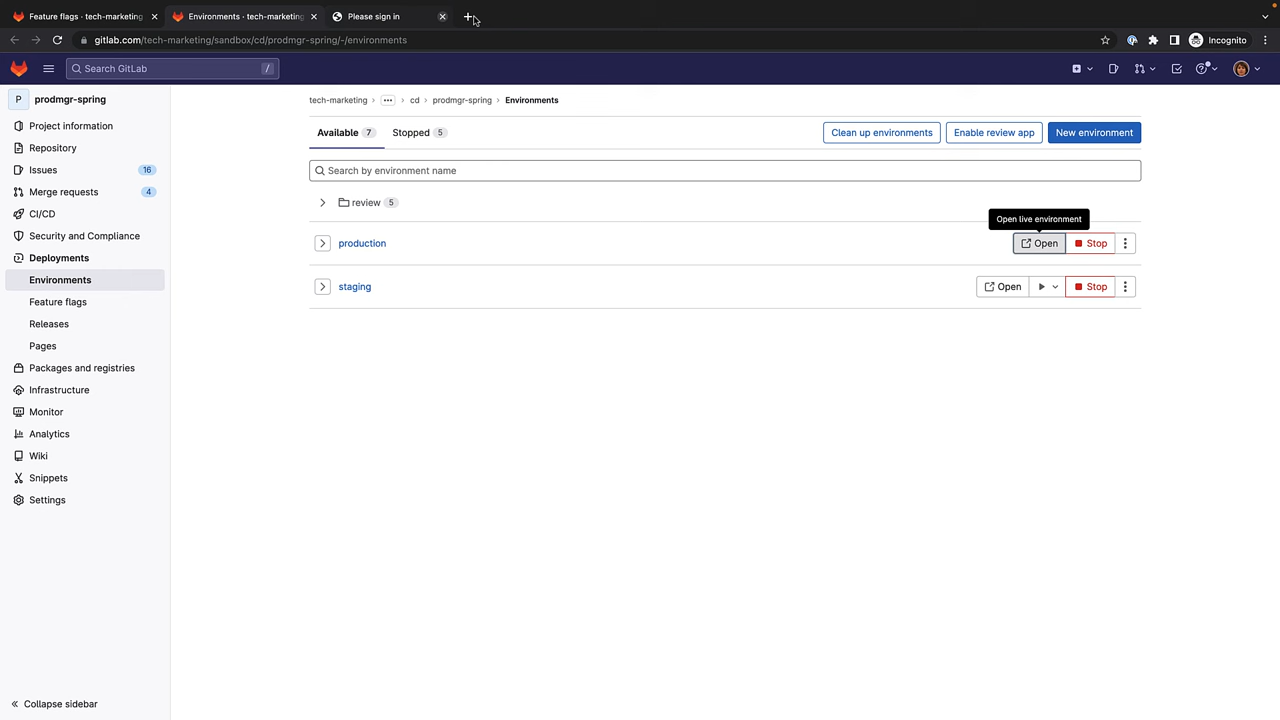 Feature flags · tech-marketing
Environments · tech-marketing
Please sign in
gitlab.com/tech-marketing/sandbox/cd/prodmgr-spring/-/environments
Incognito
Search GitLab /
P prodmgr-spring
Project information
Repository
Issues 16
Merge requests 4
CI/CD
Security and Compliance
Deployments
Environments
Feature flags
Releases
Pages
Packages and registries
Infrastructure
Monitor
Analytics
Wiki
Snippets
Settings
Collapse sidebar
tech-marketing › ... › cd › prodmgr-spring › Environments
Available 7 Stopped 5
Clean up environments Enable review app New environment
Search by environment name
review 5
Open live environment
production Open Stop
staging Open Stop